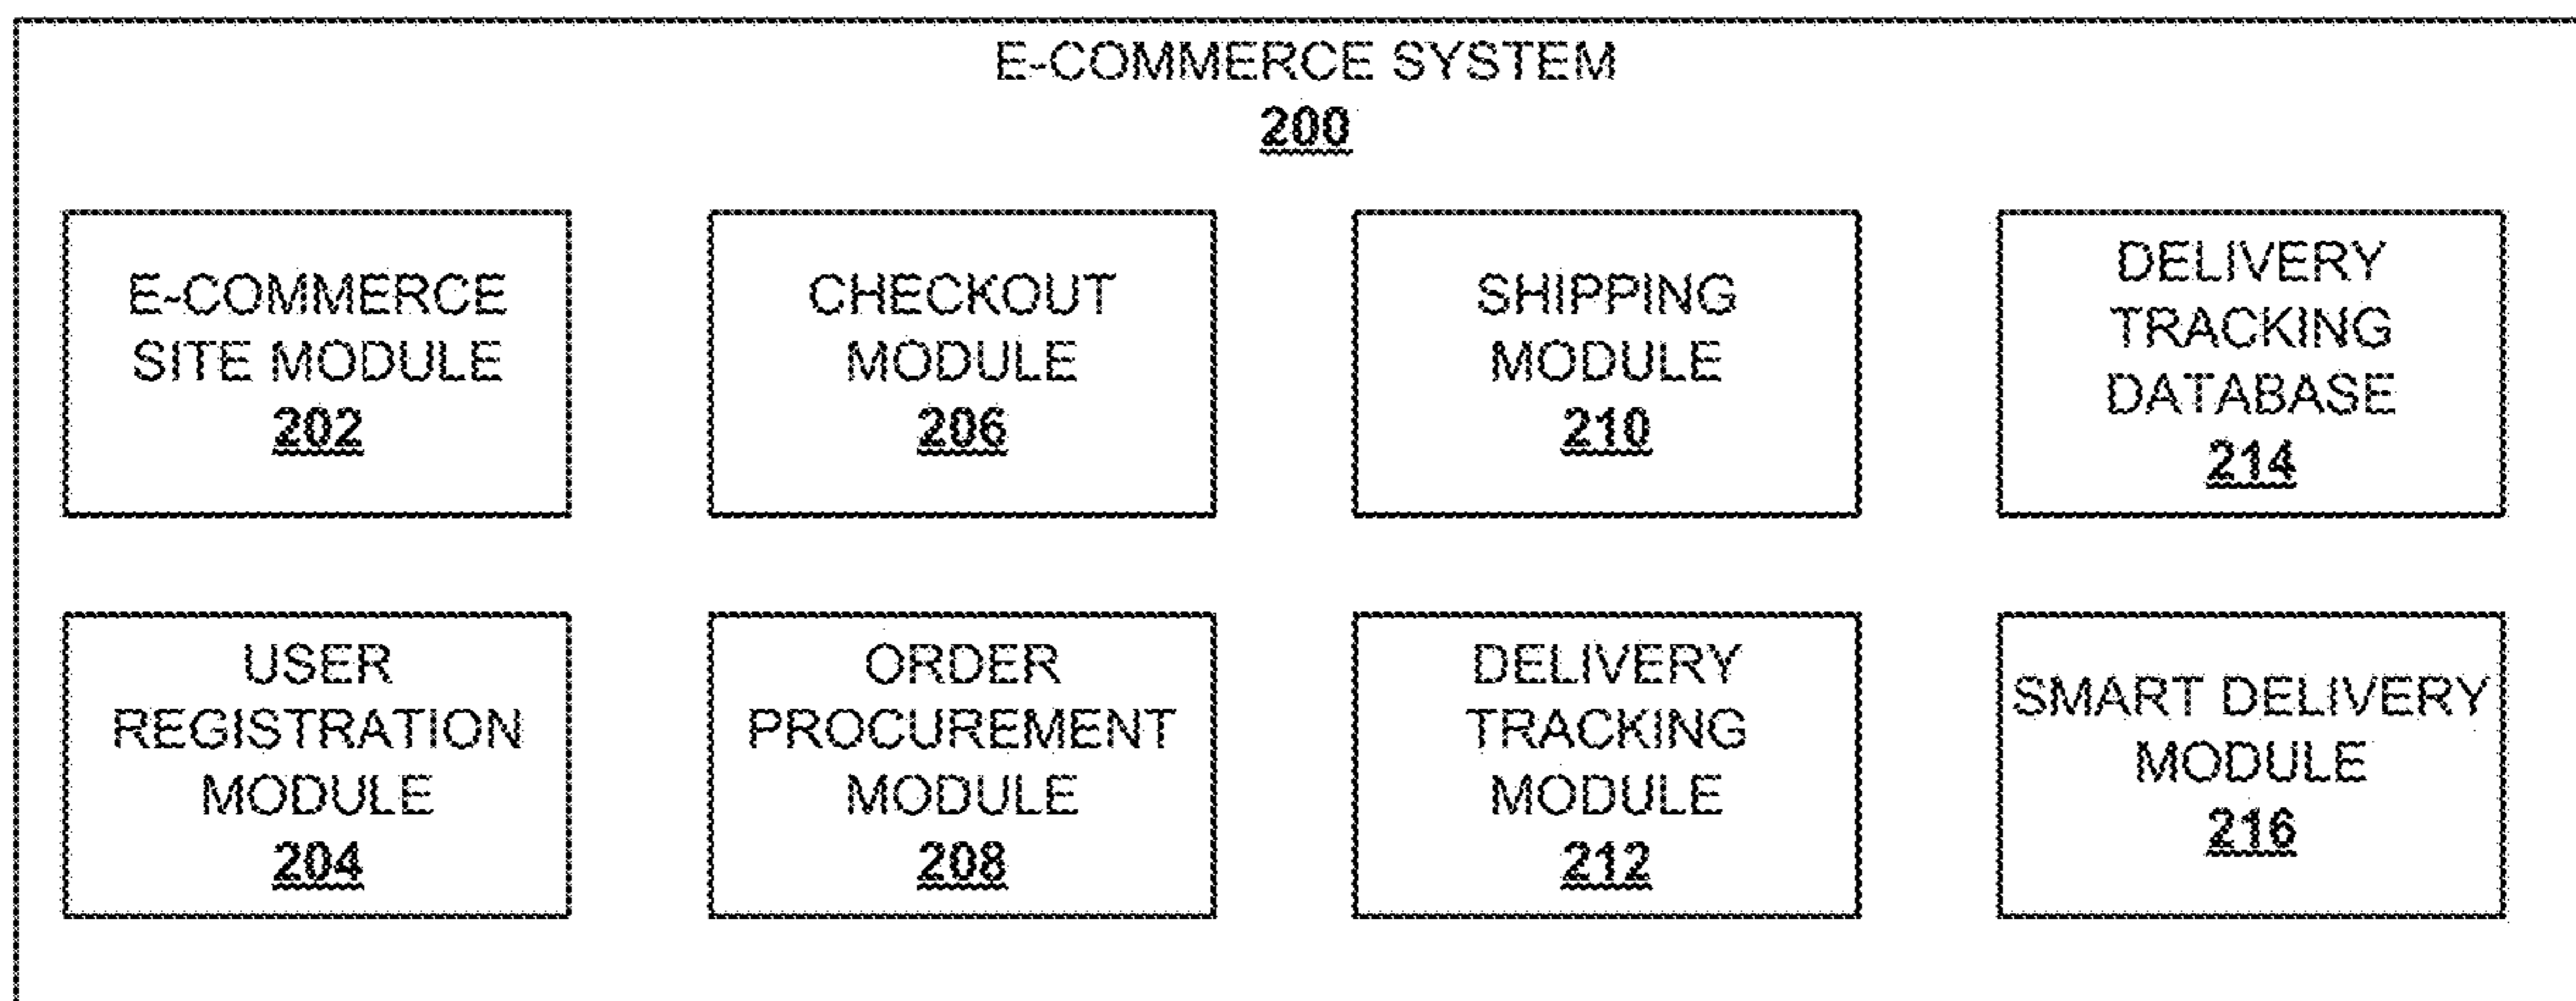 E-COMMERCE SYSTEM
200
E-COMMERCE
SITE MODULE
202
CHECKOUT
MODULE
206
SHIPPING
MODULE
210
DELIVERY
TRACKING
DATABASE
214
USER
REGISTRATION
MODULE
204
ORDER
PROCUREMENT
MODULE
208
DELIVERY
TRACKING
MODULE
212
SMART DELIVERY
MODULE
216